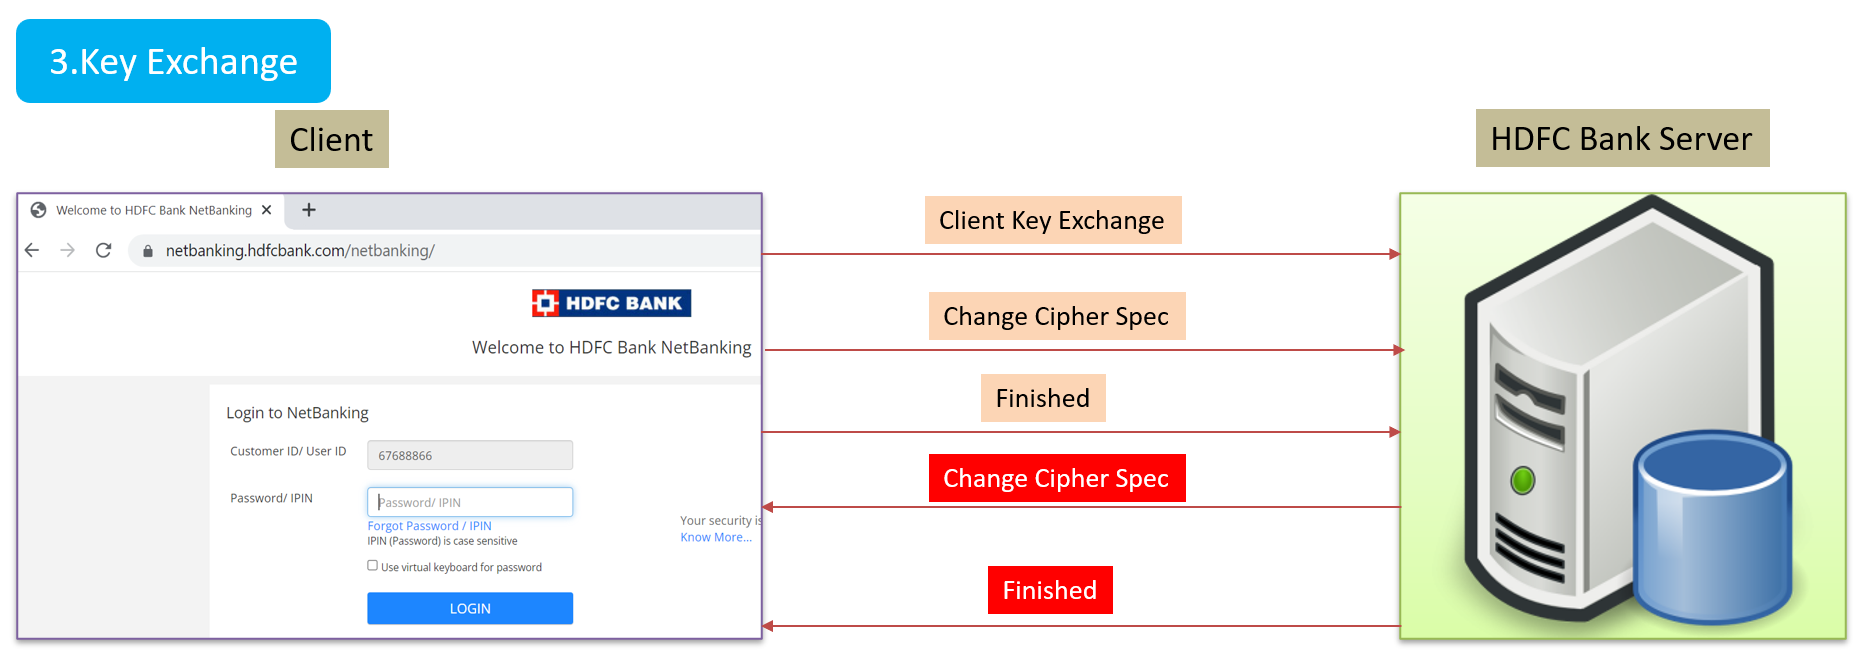 3.Key Exchange
Client
HDFC Bank Server
Welcome to HDFC Bank NetBanking
netbanking.hdfcbank.com/netbanking/
HDFC BANK
Welcome to HDFC Bank NetBanking
Login to NetBanking
Customer ID/ User ID
67688866
Password/ IPIN
Password/ IPIN
Forgot Password / IPIN
IPIN (Password) is case sensitive
Use virtual keyboard for password
LOGIN
Your security is
Know More...
Client Key Exchange
Change Cipher Spec
Finished
Change Cipher Spec
Finished